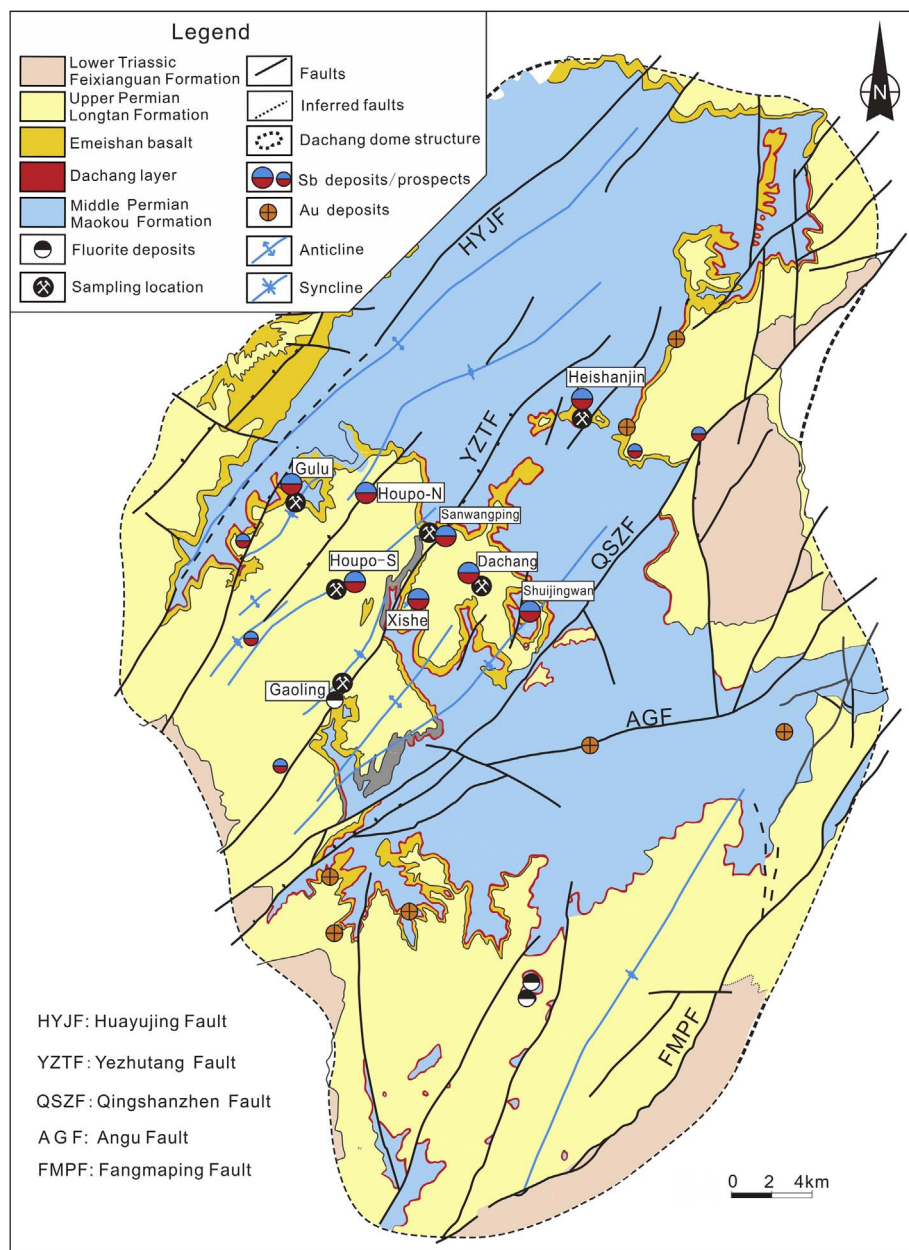 Legend
Lower Triassic
Feixianguan Formation
Upper Permian
Longtan Formation
Emeishan basalt
Dachang layer
Middle Permian
Maokou Formation
Fluorite deposits
Sampling location
Faults
Inferred faults
Dachang dome structure
Sb deposits/prospects
Au deposits
Anticline
Syncline
N
HYJF
Heishanjin
YZTF
Gulu
Houpo-N
Sanwangping
QSZF
Houpo-S
Dachang
Shuijingwan
Xishe
Gaoling
AGF
FMPF
HYJF: Huayujing Fault
YZTF: Yezhutang Fault
QSZF: Qingshanzhen Fault
AGF: Angu Fault
FMPF: Fangmaping Fault
0 2 4km